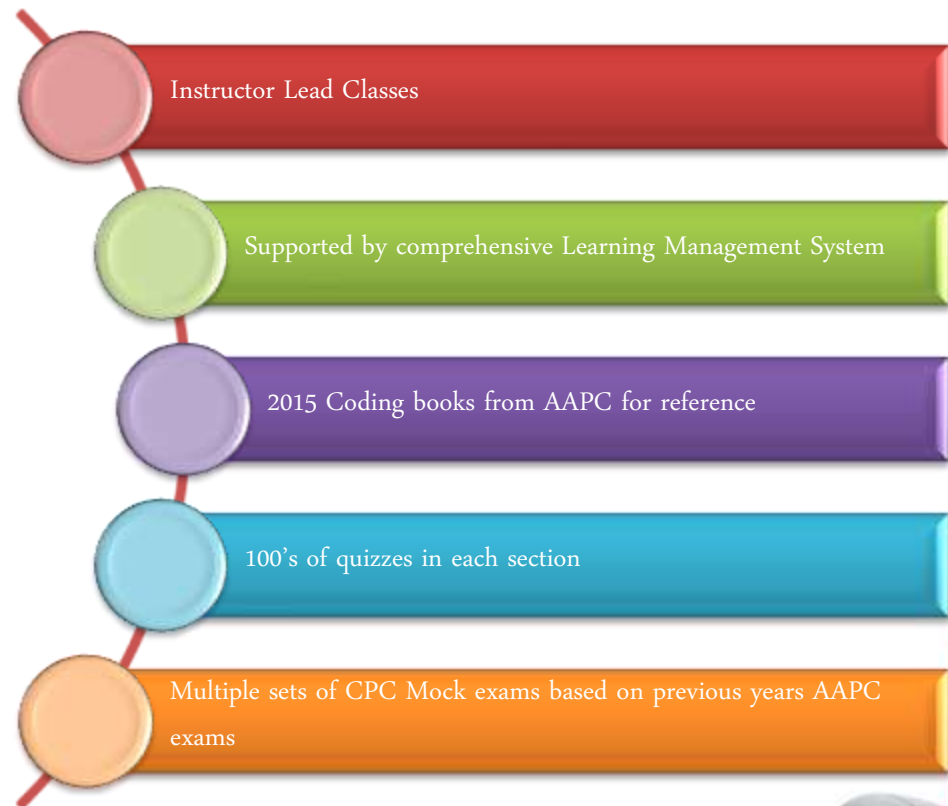 Instructor Lead Classes
Supported by comprehensive Learning Management System
2015 Coding books from AAPC for reference
100’s of quizzes in each section
Multiple sets of CPC Mock exams based on previous years AAPC
exams